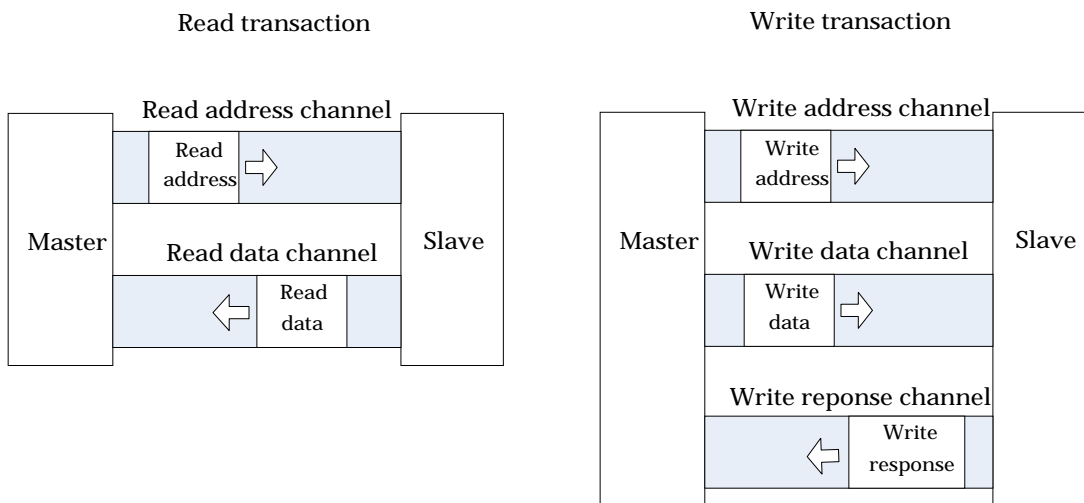 Read transaction
Read address channel
Master
Read
address
Slave
Read data channel
Read
data
Write transaction
Write address channel
Master
Write
address
Slave
Write data channel
Write
data
Write reponse channel
Write
response